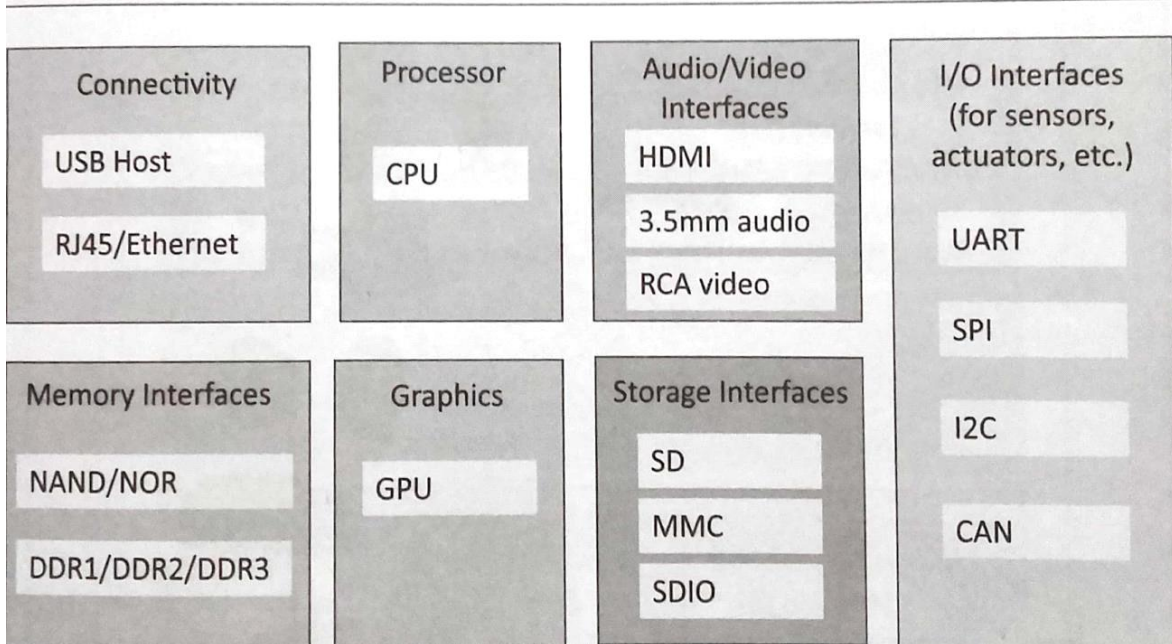 Connectivity
USB Host
RJ45/Ethernet
Processor
CPU
Audio/Video
Interfaces
HDMI
3.5mm audio
RCA video
I/O Interfaces
(for sensors,
actuators, etc.)
UART
SPI
I2C
CAN
Memory Interfaces
NAND/NOR
DDR1/DDR2/DDR3
Graphics
GPU
Storage Interfaces
SD
MMC
SDIO